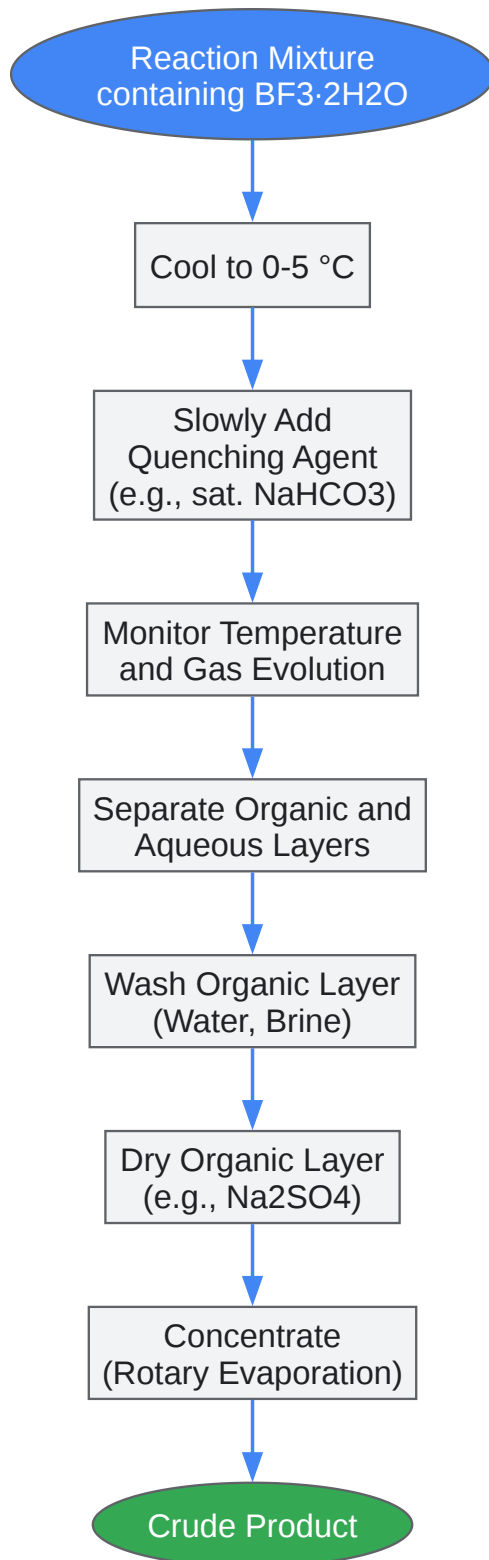 Reaction Mixture
containing BF3·2H2O
Cool to 0-5 °C
Slowly Add
Quenching Agent
(e.g., sat. NaHCO3)
Monitor Temperature
and Gas Evolution
Separate Organic and
Aqueous Layers
Wash Organic Layer
(Water, Brine)
Dry Organic Layer
(e.g., Na2SO4)
Concentrate
(Rotary Evaporation)
Crude Product